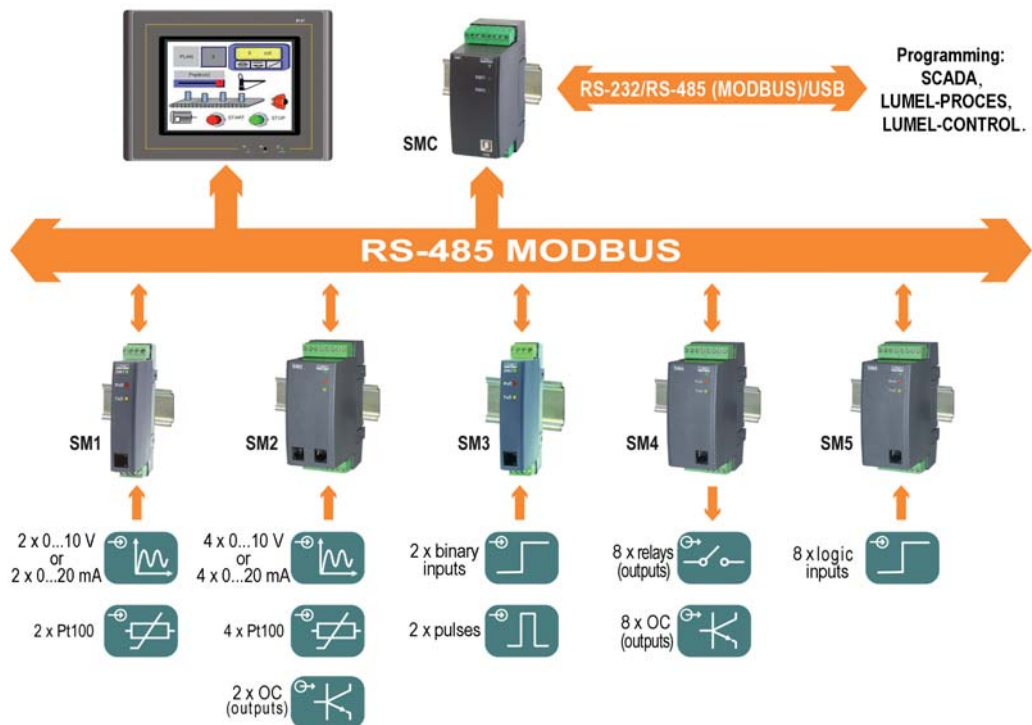 PLAN
START
STOP
SMC
RS-232/RS-485 (MODBUS)/USB
Programming:
SCADA,
LUMEL-PROCES,
LUMEL-CONTROL.
RS-485 MODBUS
SM1
SM2
SM3
SM4
SM5
2 x 0...10 V
or
2 x 0...20 mA
2 x Pt100
4 x 0...10 V
or
4 x 0...20 mA
4 x Pt100
2 x OC
(outputs)
2 x binary
inputs
2 x pulses
8 x relays
(outputs)
8 x OC
(outputs)
8 x logic
inputs